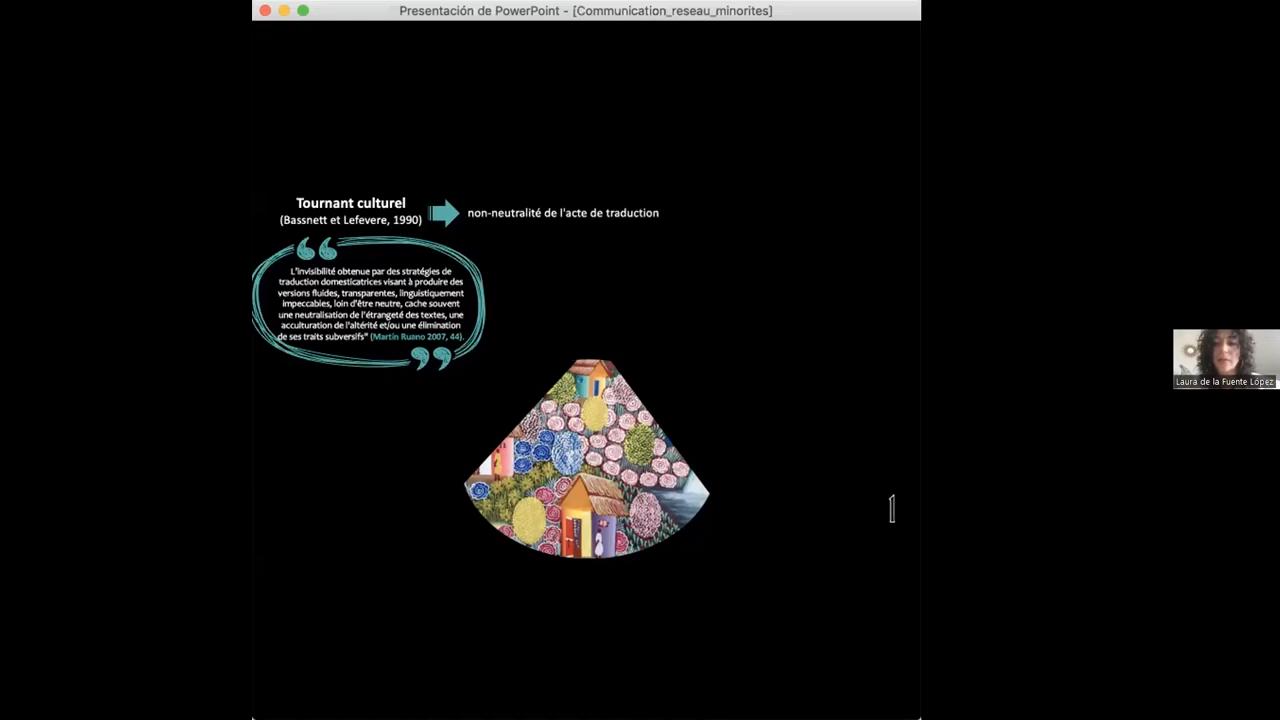 Presentación de PowerPoint - [Communication_reseau_minorites]
Tournant culturel
(Bassnett et Lefevere, 1990)
non-neutralité de l'acte de traduction
L'invisibilité obtenue par des stratégies de
traduction domesticatrices visant à produire des
versions fluides, transparentes, linguistiquement
impeccables, loin d'être neutre, cache souvent
une neutralisation de l'étrangeté des textes, une
acculturation de l'altérité et/ou une élimination
de ses traits subversifs" (Martín Ruano 2007, 44).
1
Laura de la Fuente López